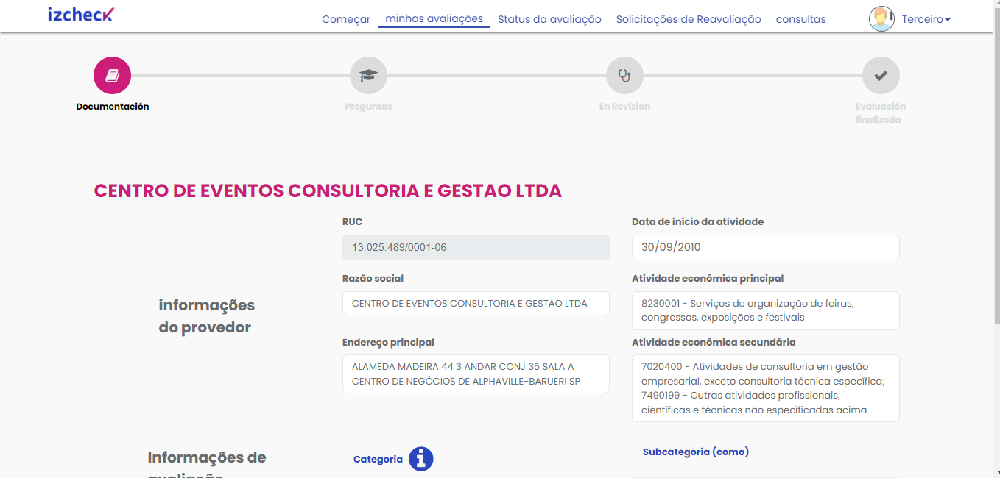 izcheck
Começar minhas avaliações Status da avaliação Solicitações de Reavaliação consultas Terceiro
Documentación
Preguntas
En Revision
Evaluación
finalizada
CENTRO DE EVENTOS CONSULTORIA E GESTAO LTDA
informações
do provedor
RUC
13.025.489/0001-06
Data de início da atividade
30/09/2010
Razão social
CENTRO DE EVENTOS CONSULTORIA E GESTAO LTDA
Atividade econômica principal
8230001 - Serviços de organização de feiras,
congressos, exposições e festivais
Endereço principal
ALAMEDA MADEIRA 44 3 ANDAR CONJ 35 SALA A
CENTRO DE NEGÓCIOS DE ALPHAVILLE-BARUERI SP
Atividade econômica secundária
7020400 - Atividades de consultoria em gestão
empresarial, exceto consultoria técnica específica;
7490199 - Outras atividades profissionais,
científicas e técnicas não especificadas acima
Informações de
avaliação
Categoria
Subcategoria (como)